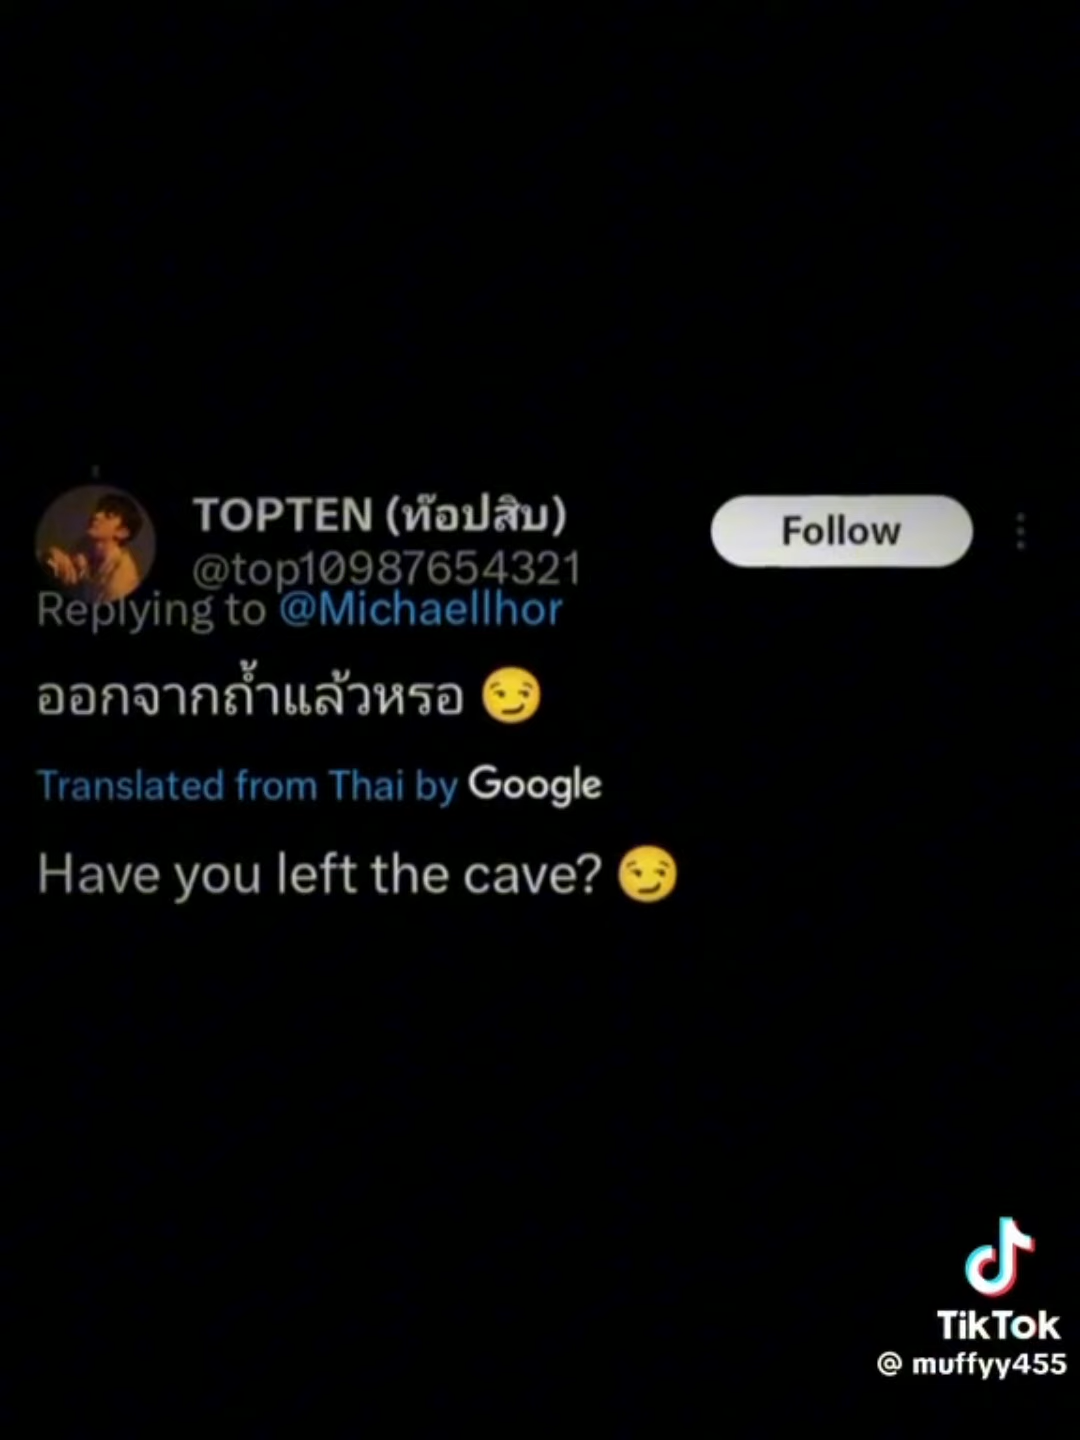 TOPTEN (ท๊อปสิบ)
Follow
@top10987654321
Replying to @Michaellhor
ออกจากถ้ำแล้วหรอ 😏
Translated from Thai by Google
Have you left the cave? 😏
TikTok
@ muffyy455